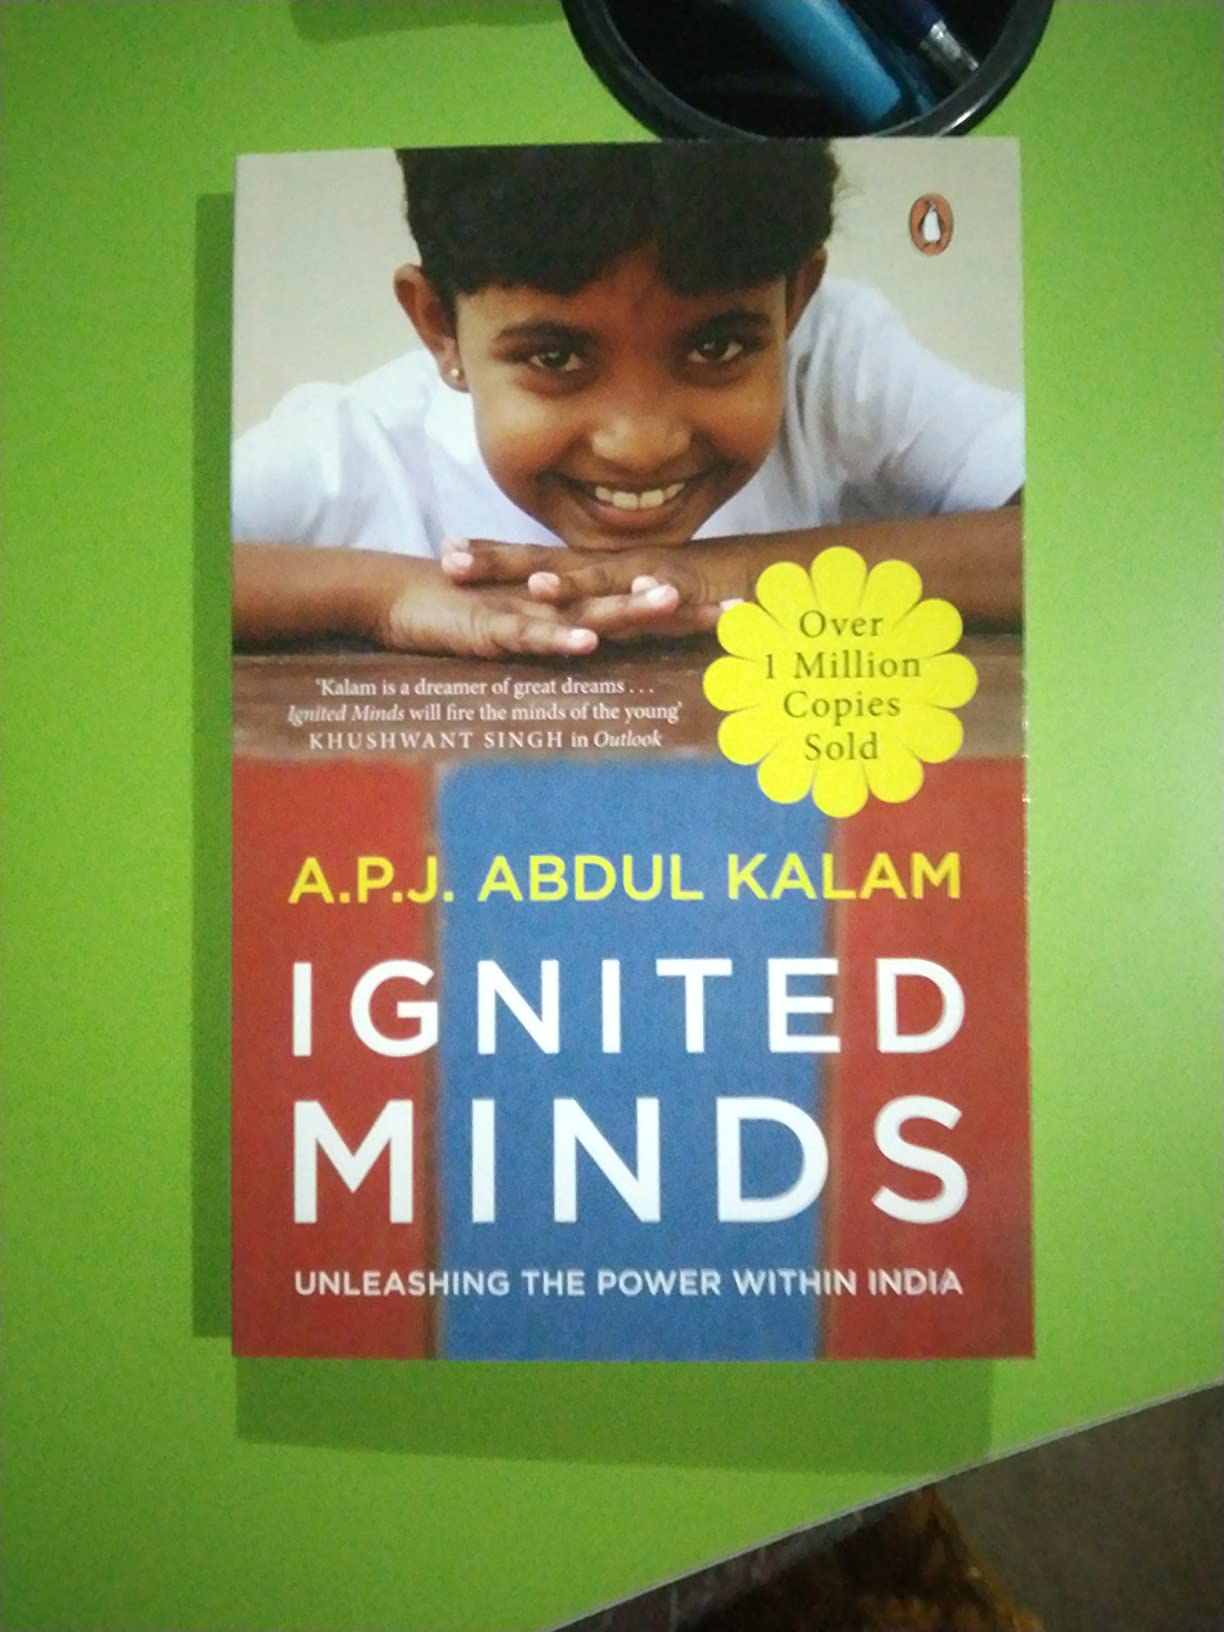 'Kalam is a dreamer of great dreams...
Ignited Minds will fire the minds of the young'
KHUSHWANT SINGH in Outlook
Over
1 Million
Copies
Sold
A.P.J. ABDUL KALAM
IGNITED
MINDS
UNLEASHING THE POWER WITHIN INDIA